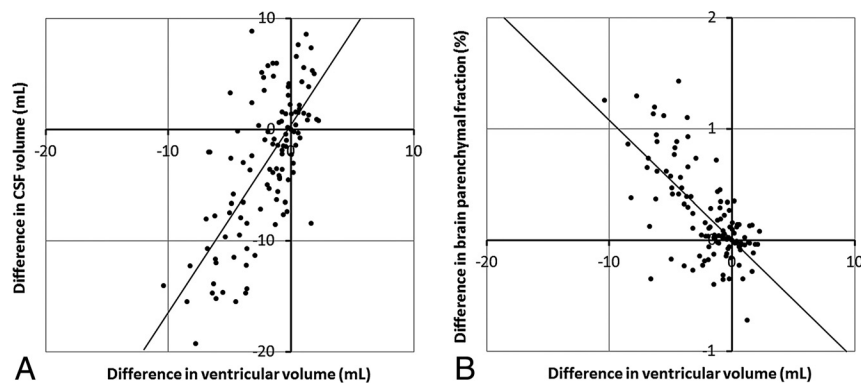 10
0
-20
-10
0
10
-10
-20
Difference in CSF volume (mL)
A
Difference in ventricular volume (mL)
2
1
0
-20
-10
0
10
-1
Difference in brain parenchymal fraction (%)
B
Difference in ventricular volume (mL)